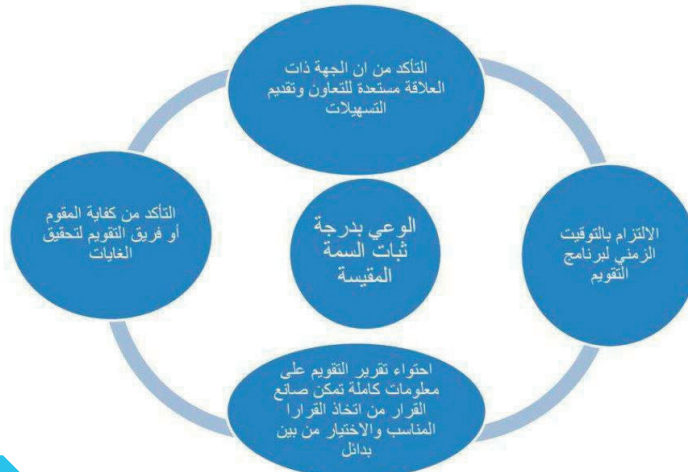 التأكد من ان الجهة ذات
العلاقة مستعدة للتعاون وتقديم
التسهيلات
الالتزام بالتوقيت
الزمني لبرنامج
التقويم
الوعي بدرجة
ثبات السمة
المقيسة
التأكد من كفاية المقوم
أو فريق التقويم لتحقيق
الغايات
احتواء تقرير التقويم على
معلومات كاملة تمكن صانع
القرار من اتخاذ القرارا
المناسب والاختيار من بين
بدائل